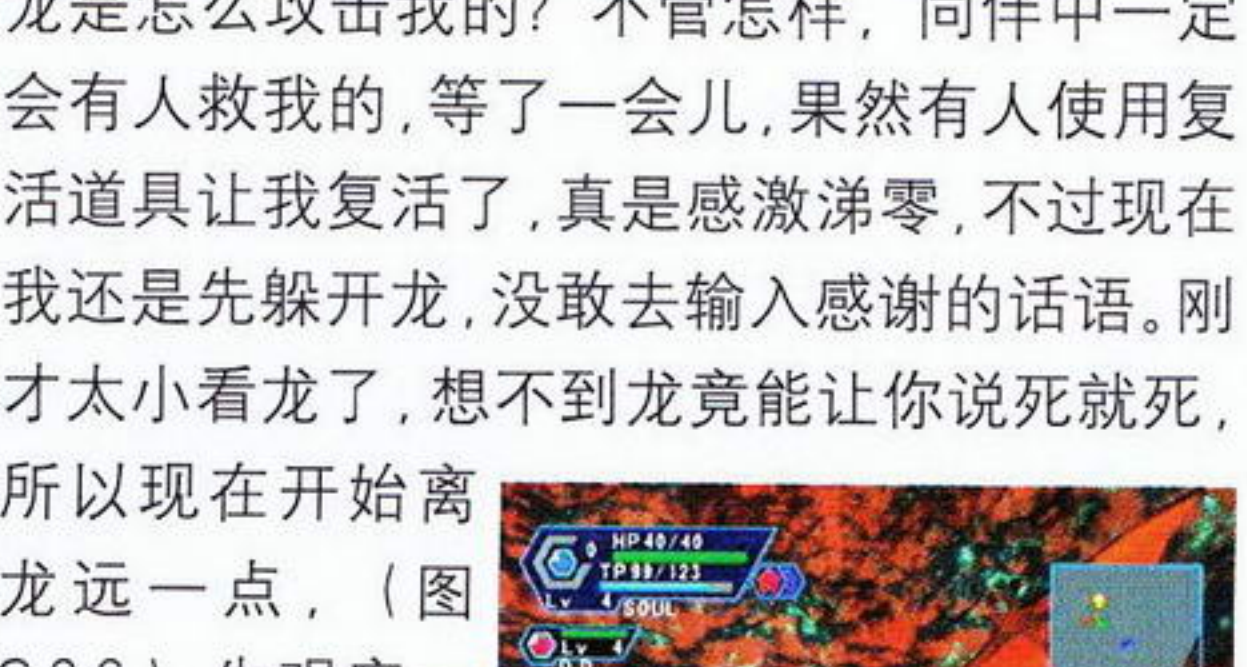 龙是怎么攻击我的？不管怎样，同伴中一定
会有人救我的,等了一会儿,果然有人使用复
活道具让我复活了,真是感激涕零,不过现在
我还是先躲开龙,没敢去输入感谢的话语。刚
才太小看龙了,想不到龙竟能让你说死就死,
所以现在开始离
龙远一点,(图
HP 40/40
TP 99/123
Lv 4
SOUL
Lv 4